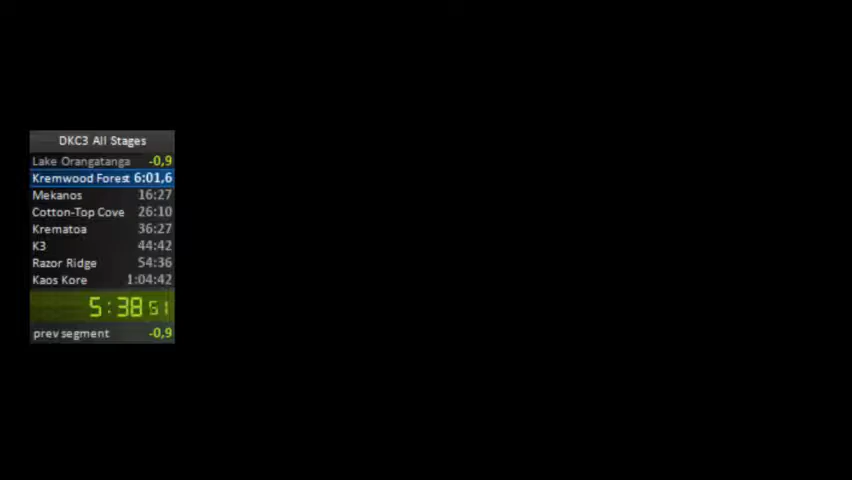 DKC3 All Stages
Lake Orangatanga -0,9
Kremwood Forest 6:01,6
Mekanos 16:27
Cotton-Top Cove 26:10
Krematoa 36:27
K3 44:42
Razor Ridge 54:36
Kaos Kore 1:04:42
5:38 51
prev segment -0,9